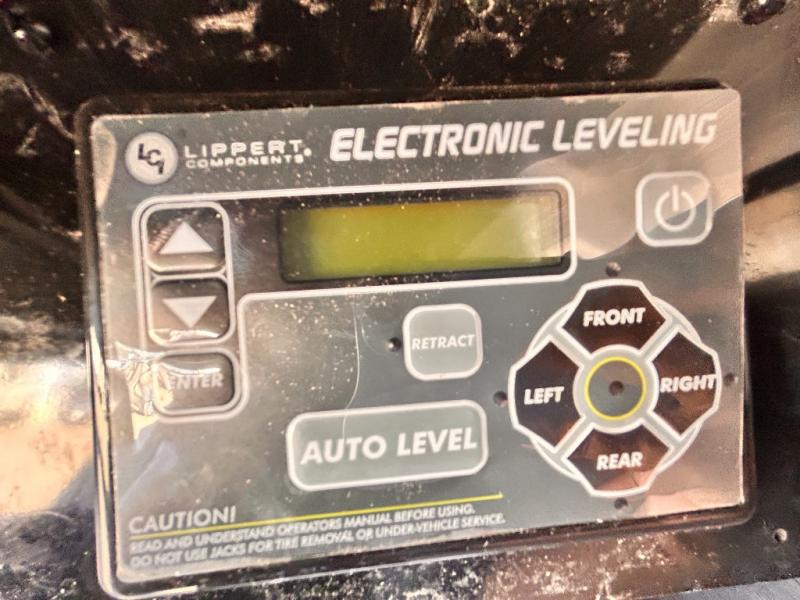 LCI
LIPPERT COMPONENTS®
ELECTRONIC LEVELING
ENTER
RETRACT
AUTO LEVEL
FRONT
LEFT
RIGHT
REAR
CAUTION!
READ AND UNDERSTAND OPERATORS MANUAL BEFORE USING.
DO NOT USE JACKS FOR TIRE REMOVAL OR UNDER-VEHICLE SERVICE.